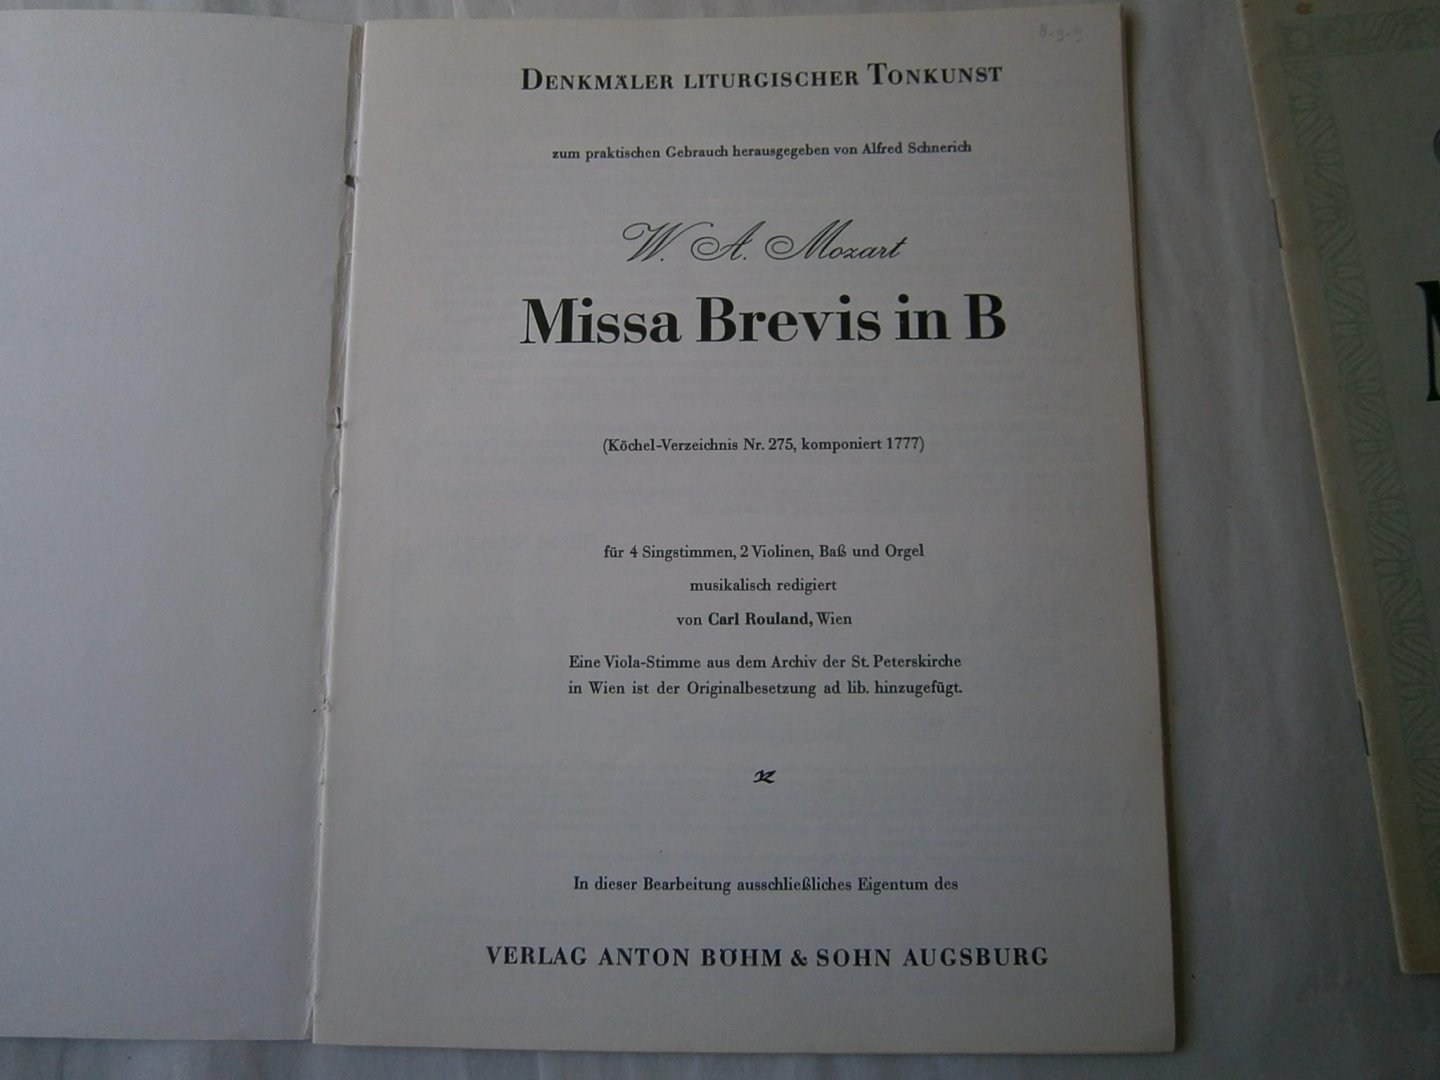 DENKMÄLER LITURGISCHER TONKUNST
zum praktischen Gebrauch herausgegeben von Alfred Schnerich
W. A. Mozart
Missa Brevis in B
(Köchel-Verzeichnis Nr. 275, komponiert 1777)
für 4 Singstimmen, 2 Violinen, Baß und Orgel
musikalisch redigiert
von Carl Rouland, Wien
Eine Viola-Stimme aus dem Archiv der St. Peterskirche
in Wien ist der Originalbesetzung ad lib. hinzugefügt.
In dieser Bearbeitung ausschließliches Eigentum des
VERLAG ANTON BÖHM & SOHN AUGSBURG